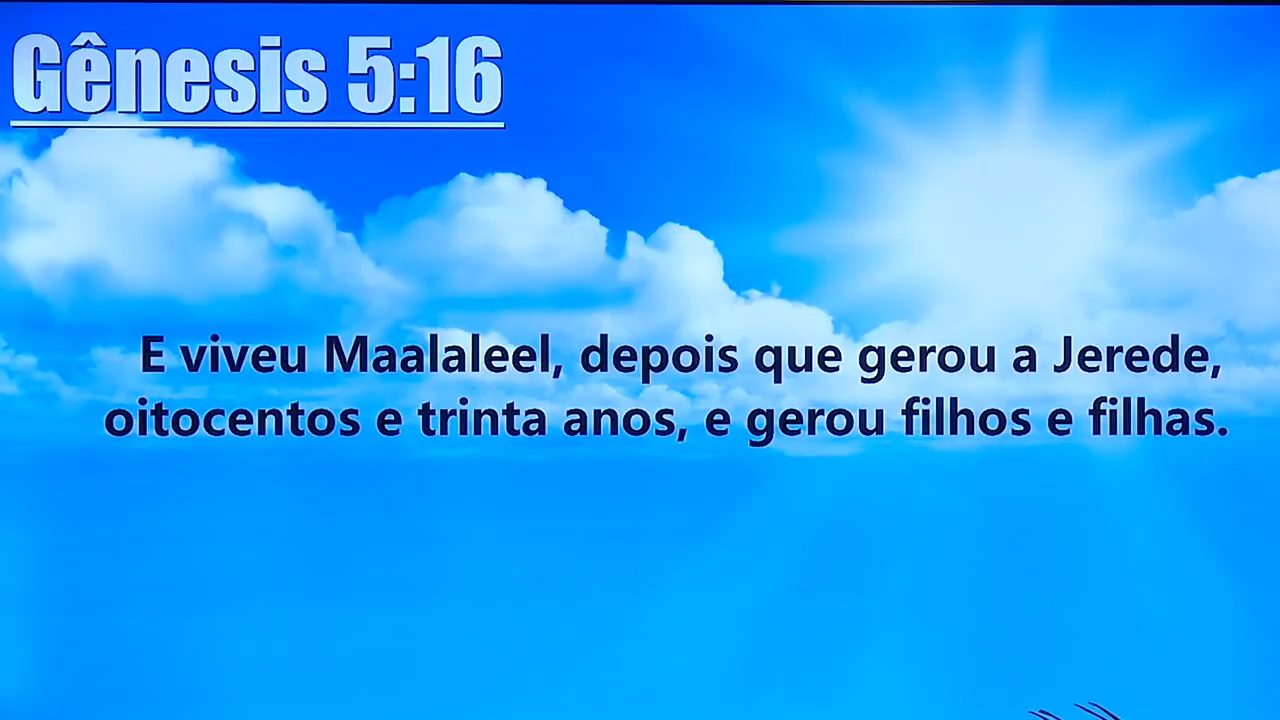 Gênesis 5:16
E viveu Maalaleel, depois que gerou a Jerede,
oitocentos e trinta anos, e gerou filhos e filhas.